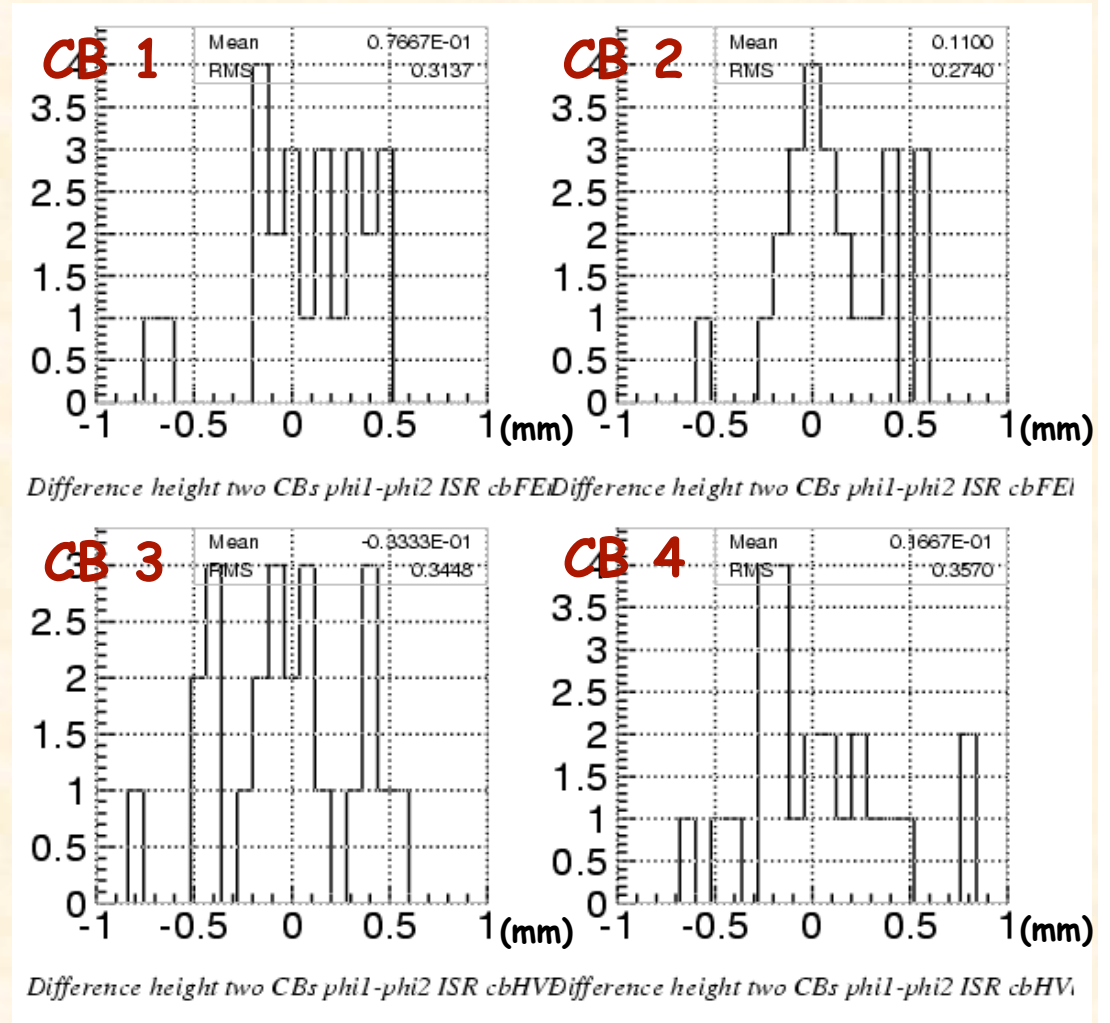 CB 1
Mean 0.7667E-01
RMS 0.3137
4
3.5
3
2.5
2
1.5
1
0.5
0
-1 -0.5 0 0.5 1 (mm)
Difference height two CBs phi1-phi2 ISR cbFE
CB 2
Mean 0.1100
RMS 0.2740
4
3.5
3
2.5
2
1.5
1
0.5
0
-1 -0.5 0 0.5 1 (mm)
Difference height two CBs phi1-phi2 ISR cbFE
CB 3
Mean -0.3333E-01
RMS 0.3448
3
2.5
2
1.5
1
0.5
0
-1 -0.5 0 0.5 1 (mm)
Difference height two CBs phi1-phi2 ISR cbHV
CB 4
Mean 0.1667E-01
RMS 0.3570
4
3.5
3
2.5
2
1.5
1
0.5
0
-1 -0.5 0 0.5 1 (mm)
Difference height two CBs phi1-phi2 ISR cbHV